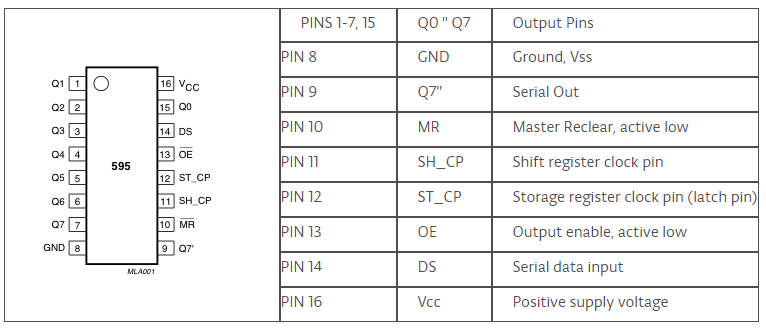 Q1 1 16 VCC
Q2 2 15 Q0
Q3 3 14 DS
Q4 4 13 OE
595
Q5 5 12 ST_CP
Q6 6 11 SH_CP
Q7 7 10 MR
GND 8 9 Q7'
MLA001
PINS 1-7, 15 Q0 " Q7 Output Pins
PIN 8 GND Ground, Vss
PIN 9 Q7" Serial Out
PIN 10 MR Master Reclear, active low
PIN 11 SH_CP Shift register clock pin
PIN 12 ST_CP Storage register clock pin (latch pin)
PIN 13 OE Output enable, active low
PIN 14 DS Serial data input
PIN 16 Vcc Positive supply voltage